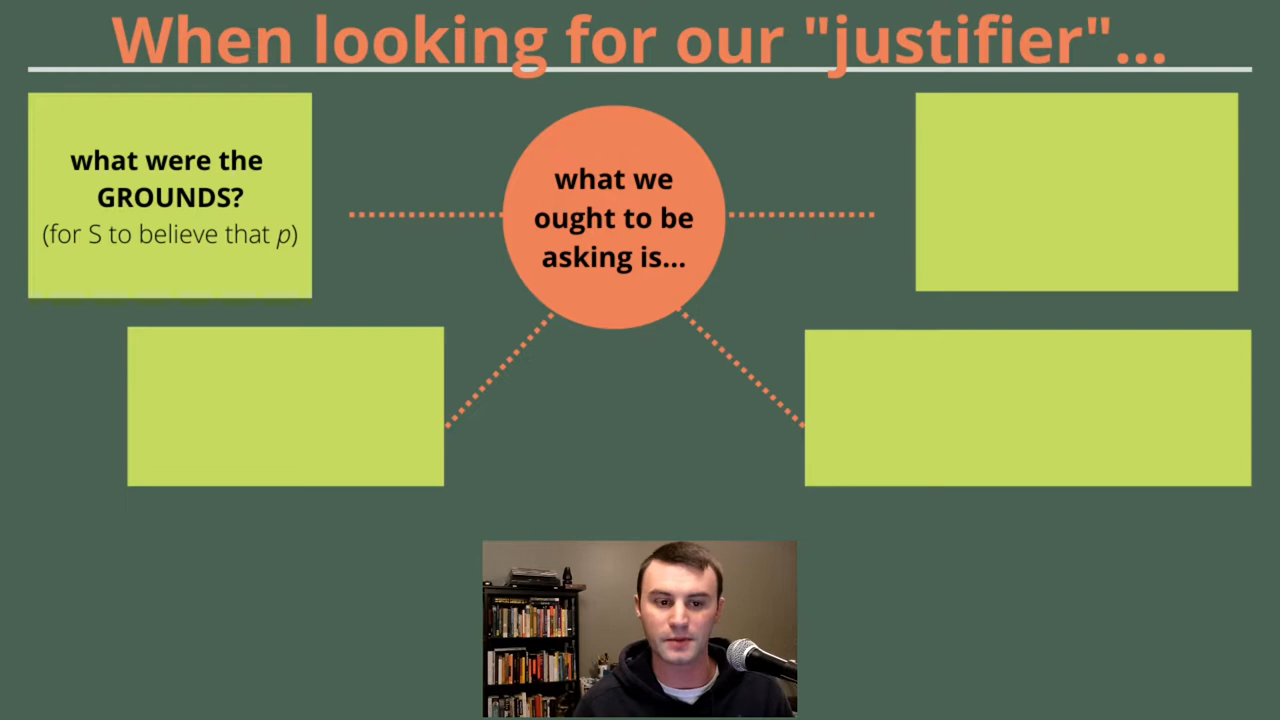 When looking for our "justifier"...
what were the
GROUNDS?
(for S to believe that p)
what we
ought to be
asking is...